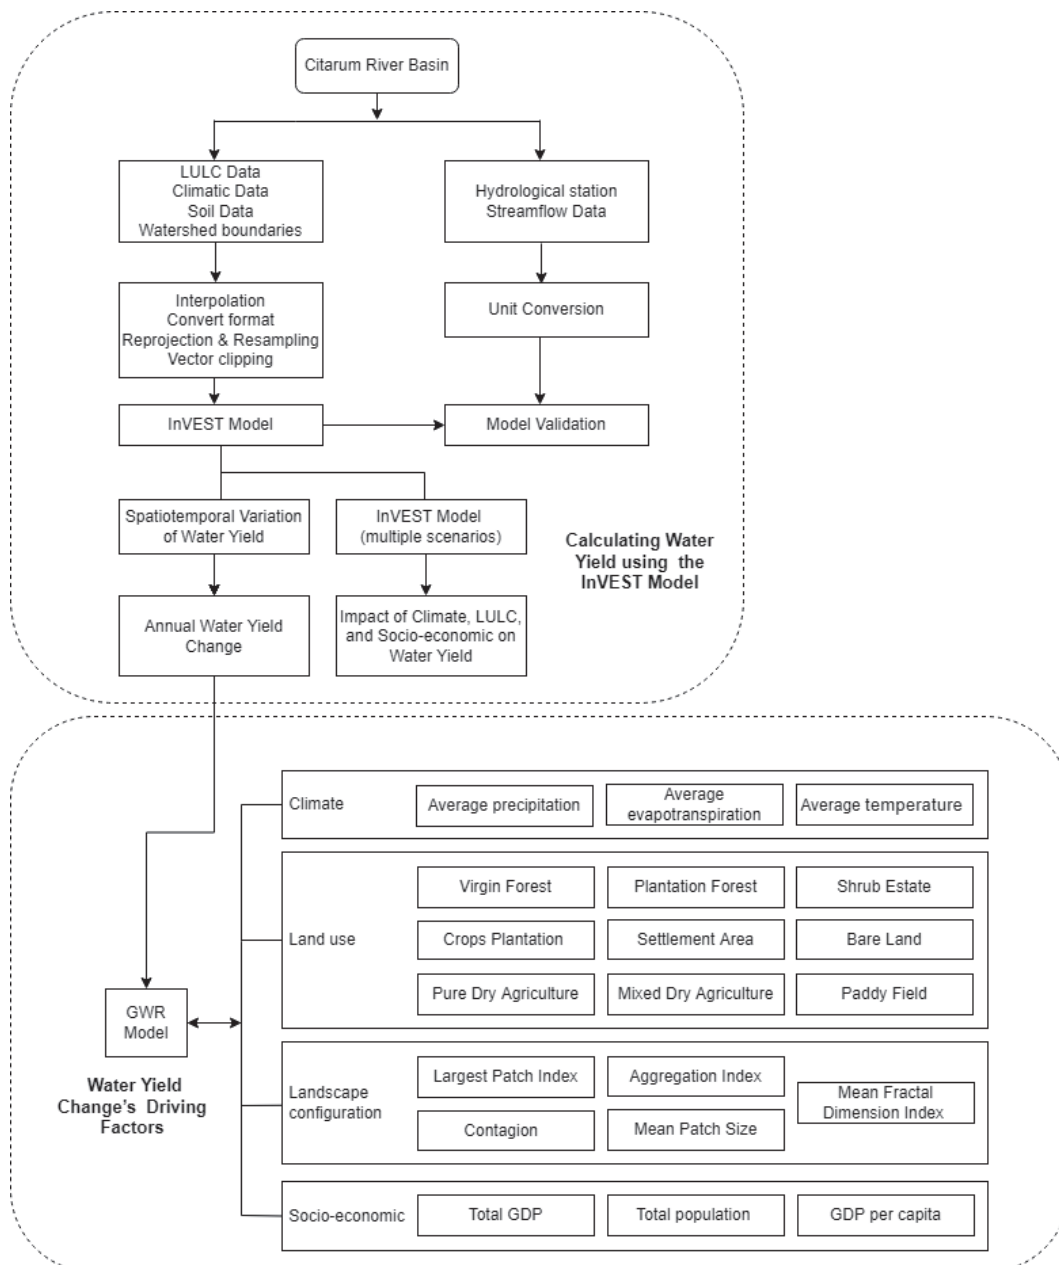 Citarum River Basin
LULC Data
Climatic Data
Soil Data
Watershed boundaries
Hydrological station
Streamflow Data
Interpolation
Convert format
Reprojection & Resampling
Vector clipping
Unit Conversion
InVEST Model
Model Validation
Spatiotemporal Variation
of Water Yield
InVEST Model
(multiple scenarios)
Calculating Water
Yield using the
InVEST Model
Annual Water Yield
Change
Impact of Climate, LULC,
and Socio-economic on
Water Yield
Climate
Average precipitation
Average
evapotranspiration
Average temperature
Land use
Virgin Forest
Plantation Forest
Shrub Estate
Crops Plantation
Settlement Area
Bare Land
Pure Dry Agriculture
Mixed Dry Agriculture
Paddy Field
GWR
Model
Water Yield
Change's Driving
Factors
Landscape
configuration
Largest Patch Index
Aggregation Index
Mean Fractal
Dimension Index
Contagion
Mean Patch Size
Socio-economic
Total GDP
Total population
GDP per capita